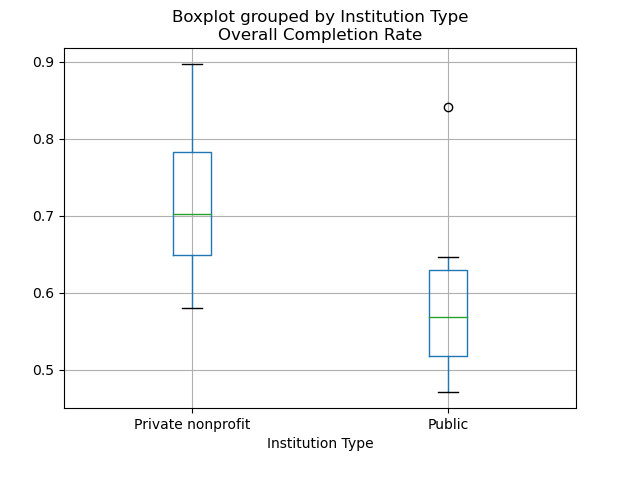 Boxplot grouped by Institution Type
Overall Completion Rate
0.9
0.8
0.7
0.6
0.5
Private nonprofit
Public
Institution Type